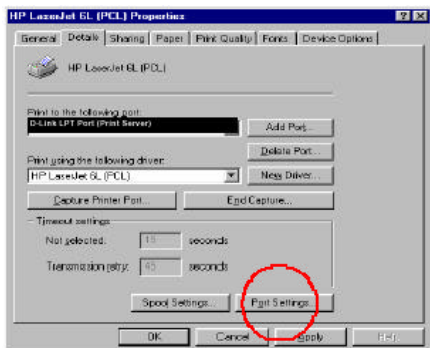 HP LaserJet 6L (PCL) Properties
General Details Sharing Paper Print Quality Fonts Device Options
HP LaserJet 6L (PCL)
Print to the following port:
D-Link LPT Port (Print Server)
Add Port...
Delete Port...
Print using the following driver:
HP LaserJet 6L (PCL) New Driver...
Capture Printer Port... End Capture...
Timeout settings
Not selected: 15 seconds
Transmission retry: 45 seconds
Spool Settings... Port Settings...
OK Cancel Apply Help